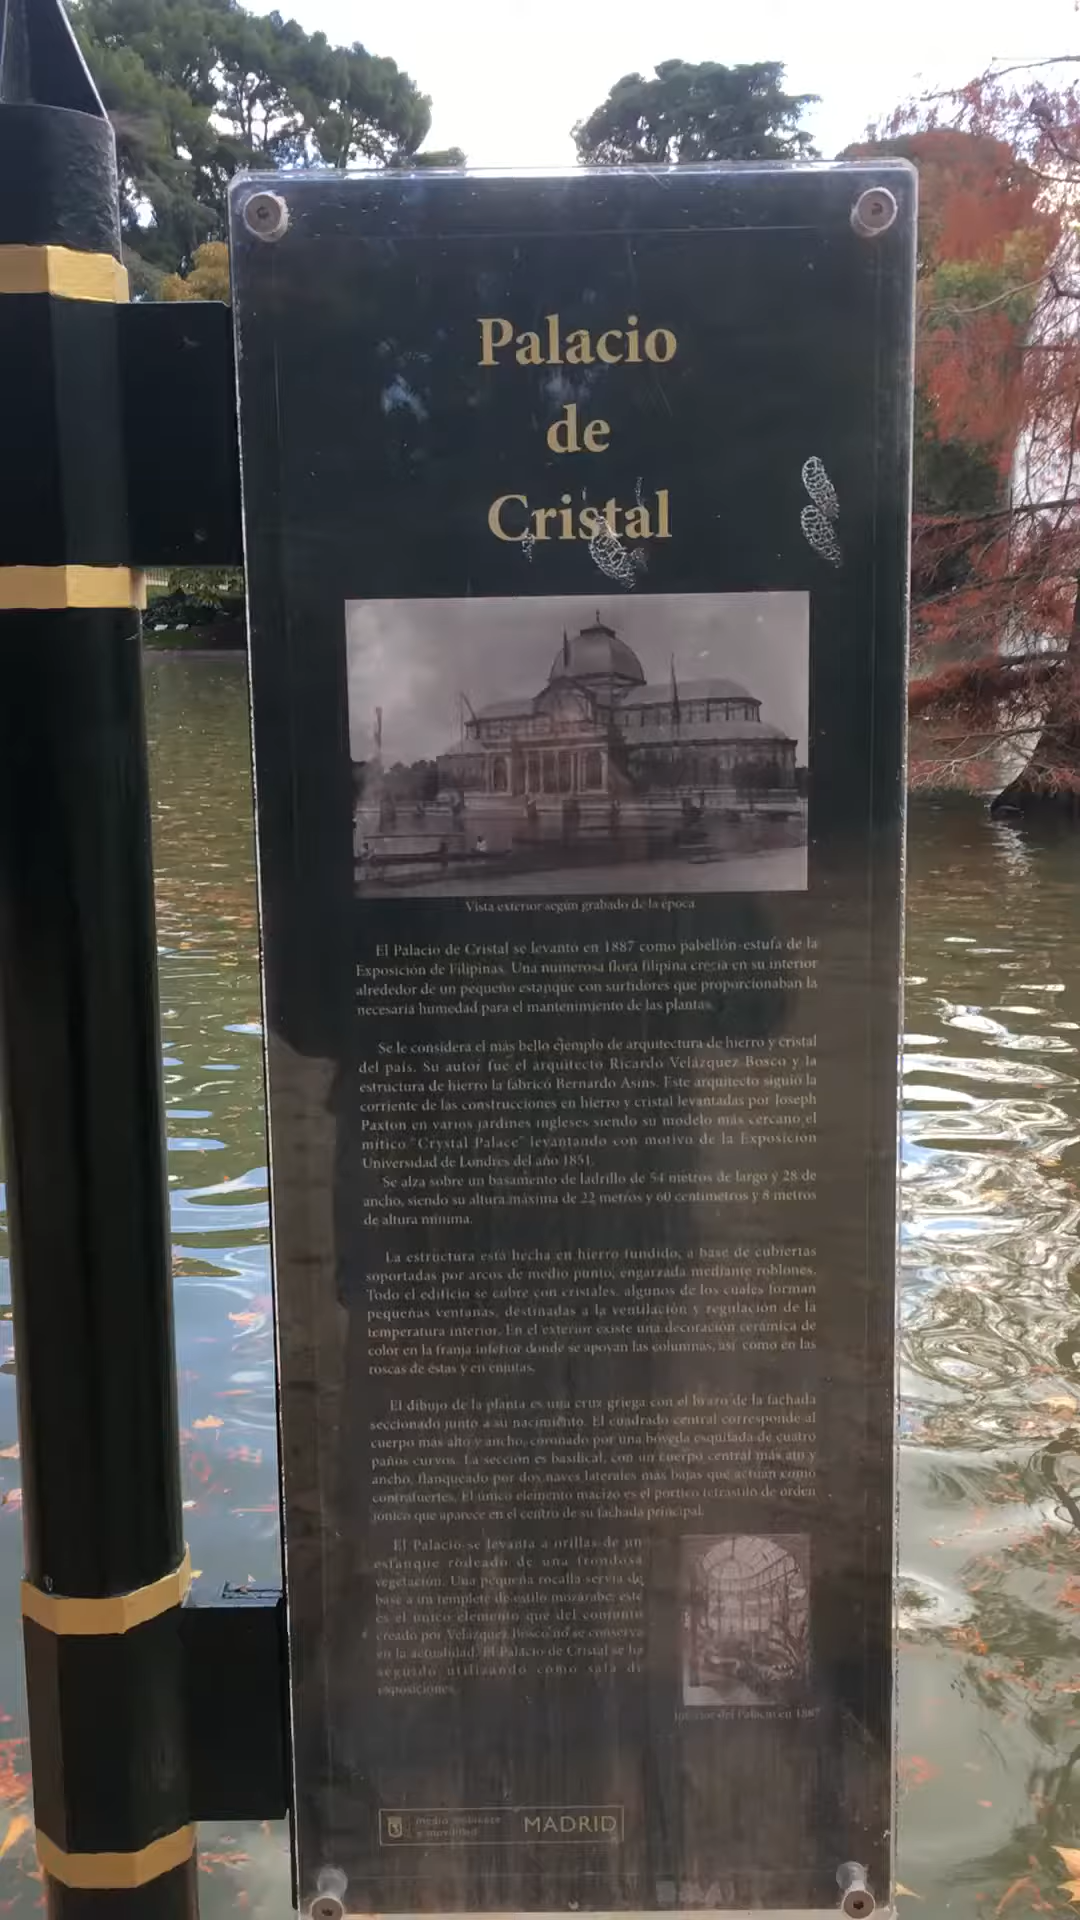 Palacio
de
Cristal
Vista exterior según grabado de la época
El Palacio de Cristal se levantó en 1887 como pabellón-estufa de la
Exposición de Filipinas. Una numerosa flora filipina crecía en su interior
alrededor de un pequeño estanque con surtidores que proporcionaban la
necesaria humedad para el mantenimiento de las plantas.
Se le considera el más bello ejemplo de arquitectura de hierro y cristal
del país. Su autor fue el arquitecto Ricardo Velázquez Bosco y la
estructura de hierro la fabricó Bernardo Asins. Este arquitecto siguió la
corriente de las construcciones en hierro y cristal levantadas por Joseph
Paxton en varios jardines ingleses siendo su modelo más cercano el
mítico "Crystal Palace" levantando con motivo de la Exposición
Universidad de Londres del año 1851.
Se alza sobre un basamento de ladrillo de 54 metros de largo y 28 de
ancho, siendo su altura máxima de 22 metros y 60 centímetros y 8 metros
de altura mínima.
La estructura está hecha en hierro fundido, a base de cubiertas
soportadas por arcos de medio punto, engarzada mediante roblones.
Todo el edificio se cubre con cristales, algunos de los cuales forman
pequeñas ventanas, destinadas a la ventilación y regulación de la
temperatura interior. En el exterior existe una decoración cerámica de
color en la franja inferior donde se apoyan las columnas, así como en las
roscas de éstas y en enjutas.
El dibujo de la planta es una cruz griega con el brazo de la fachada
seccionado junto a su nacimiento. El cuadrado central corresponde al
cuerpo más alto y ancho, coronado por una bóveda esquifada de cuatro
paños curvos. La sección es basilical, con un cuerpo central más alto y
ancho, flanqueado por dos naves laterales más bajas que actúan como
contrafuertes. El único elemento macizo es el pórtico tetrástilo de orden
jónico que aparece en el centro de su fachada principal.
El Palacio se levanta a orillas de un
estanque rodeado de una frondosa
vegetación. Una pequeña rocalla servía de
base a un templete de estilo mozárabe; éste
es el único elemento que del conjunto
creado por Velázquez Bosco no se conserva
en la actualidad. El Palacio de Cristal se ha
seguido utilizando como sala de
exposiciones.
Interior del Palacio en 1887
medio ambiente
y movilidad
MADRID